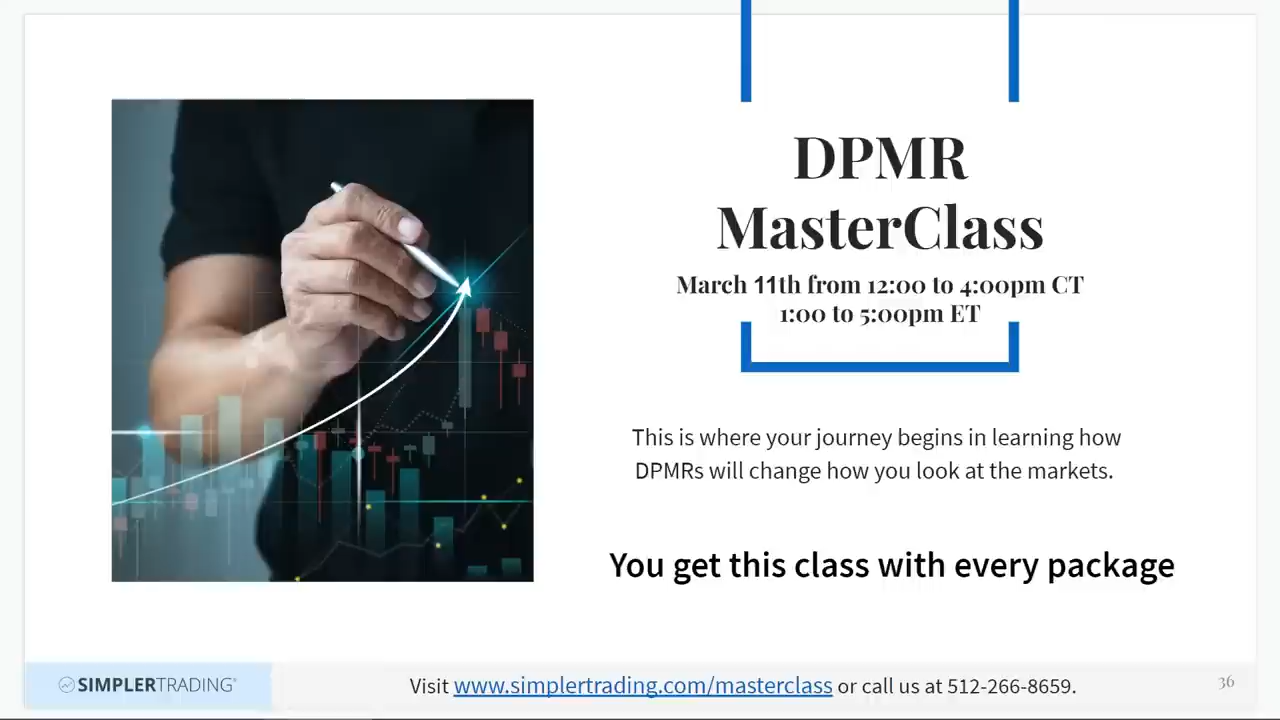 DPMR
MasterClass
March 11th from 12:00 to 4:00pm CT
1:00 to 5:00pm ET
This is where your journey begins in learning how
DPMRs will change how you look at the markets.
You get this class with every package
SIMPLERTRADING®
Visit www.simplertrading.com/masterclass or call us at 512-266-8659.
36